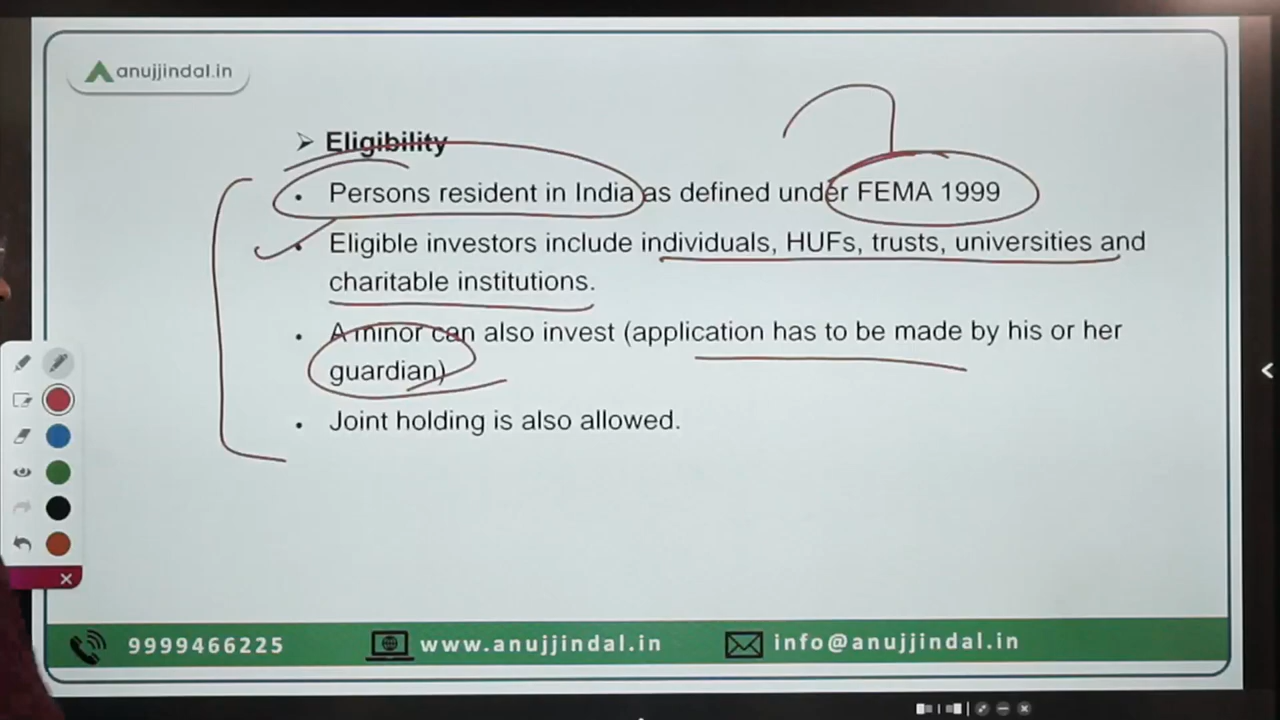 anujjindal.in
➢ Eligibility
• Persons resident in India as defined under FEMA 1999
• Eligible investors include individuals, HUFs, trusts, universities and
charitable institutions.
• A minor can also invest (application has to be made by his or her
guardian)
• Joint holding is also allowed.
9999466225 www.anujjindal.in info@anujjindal.in